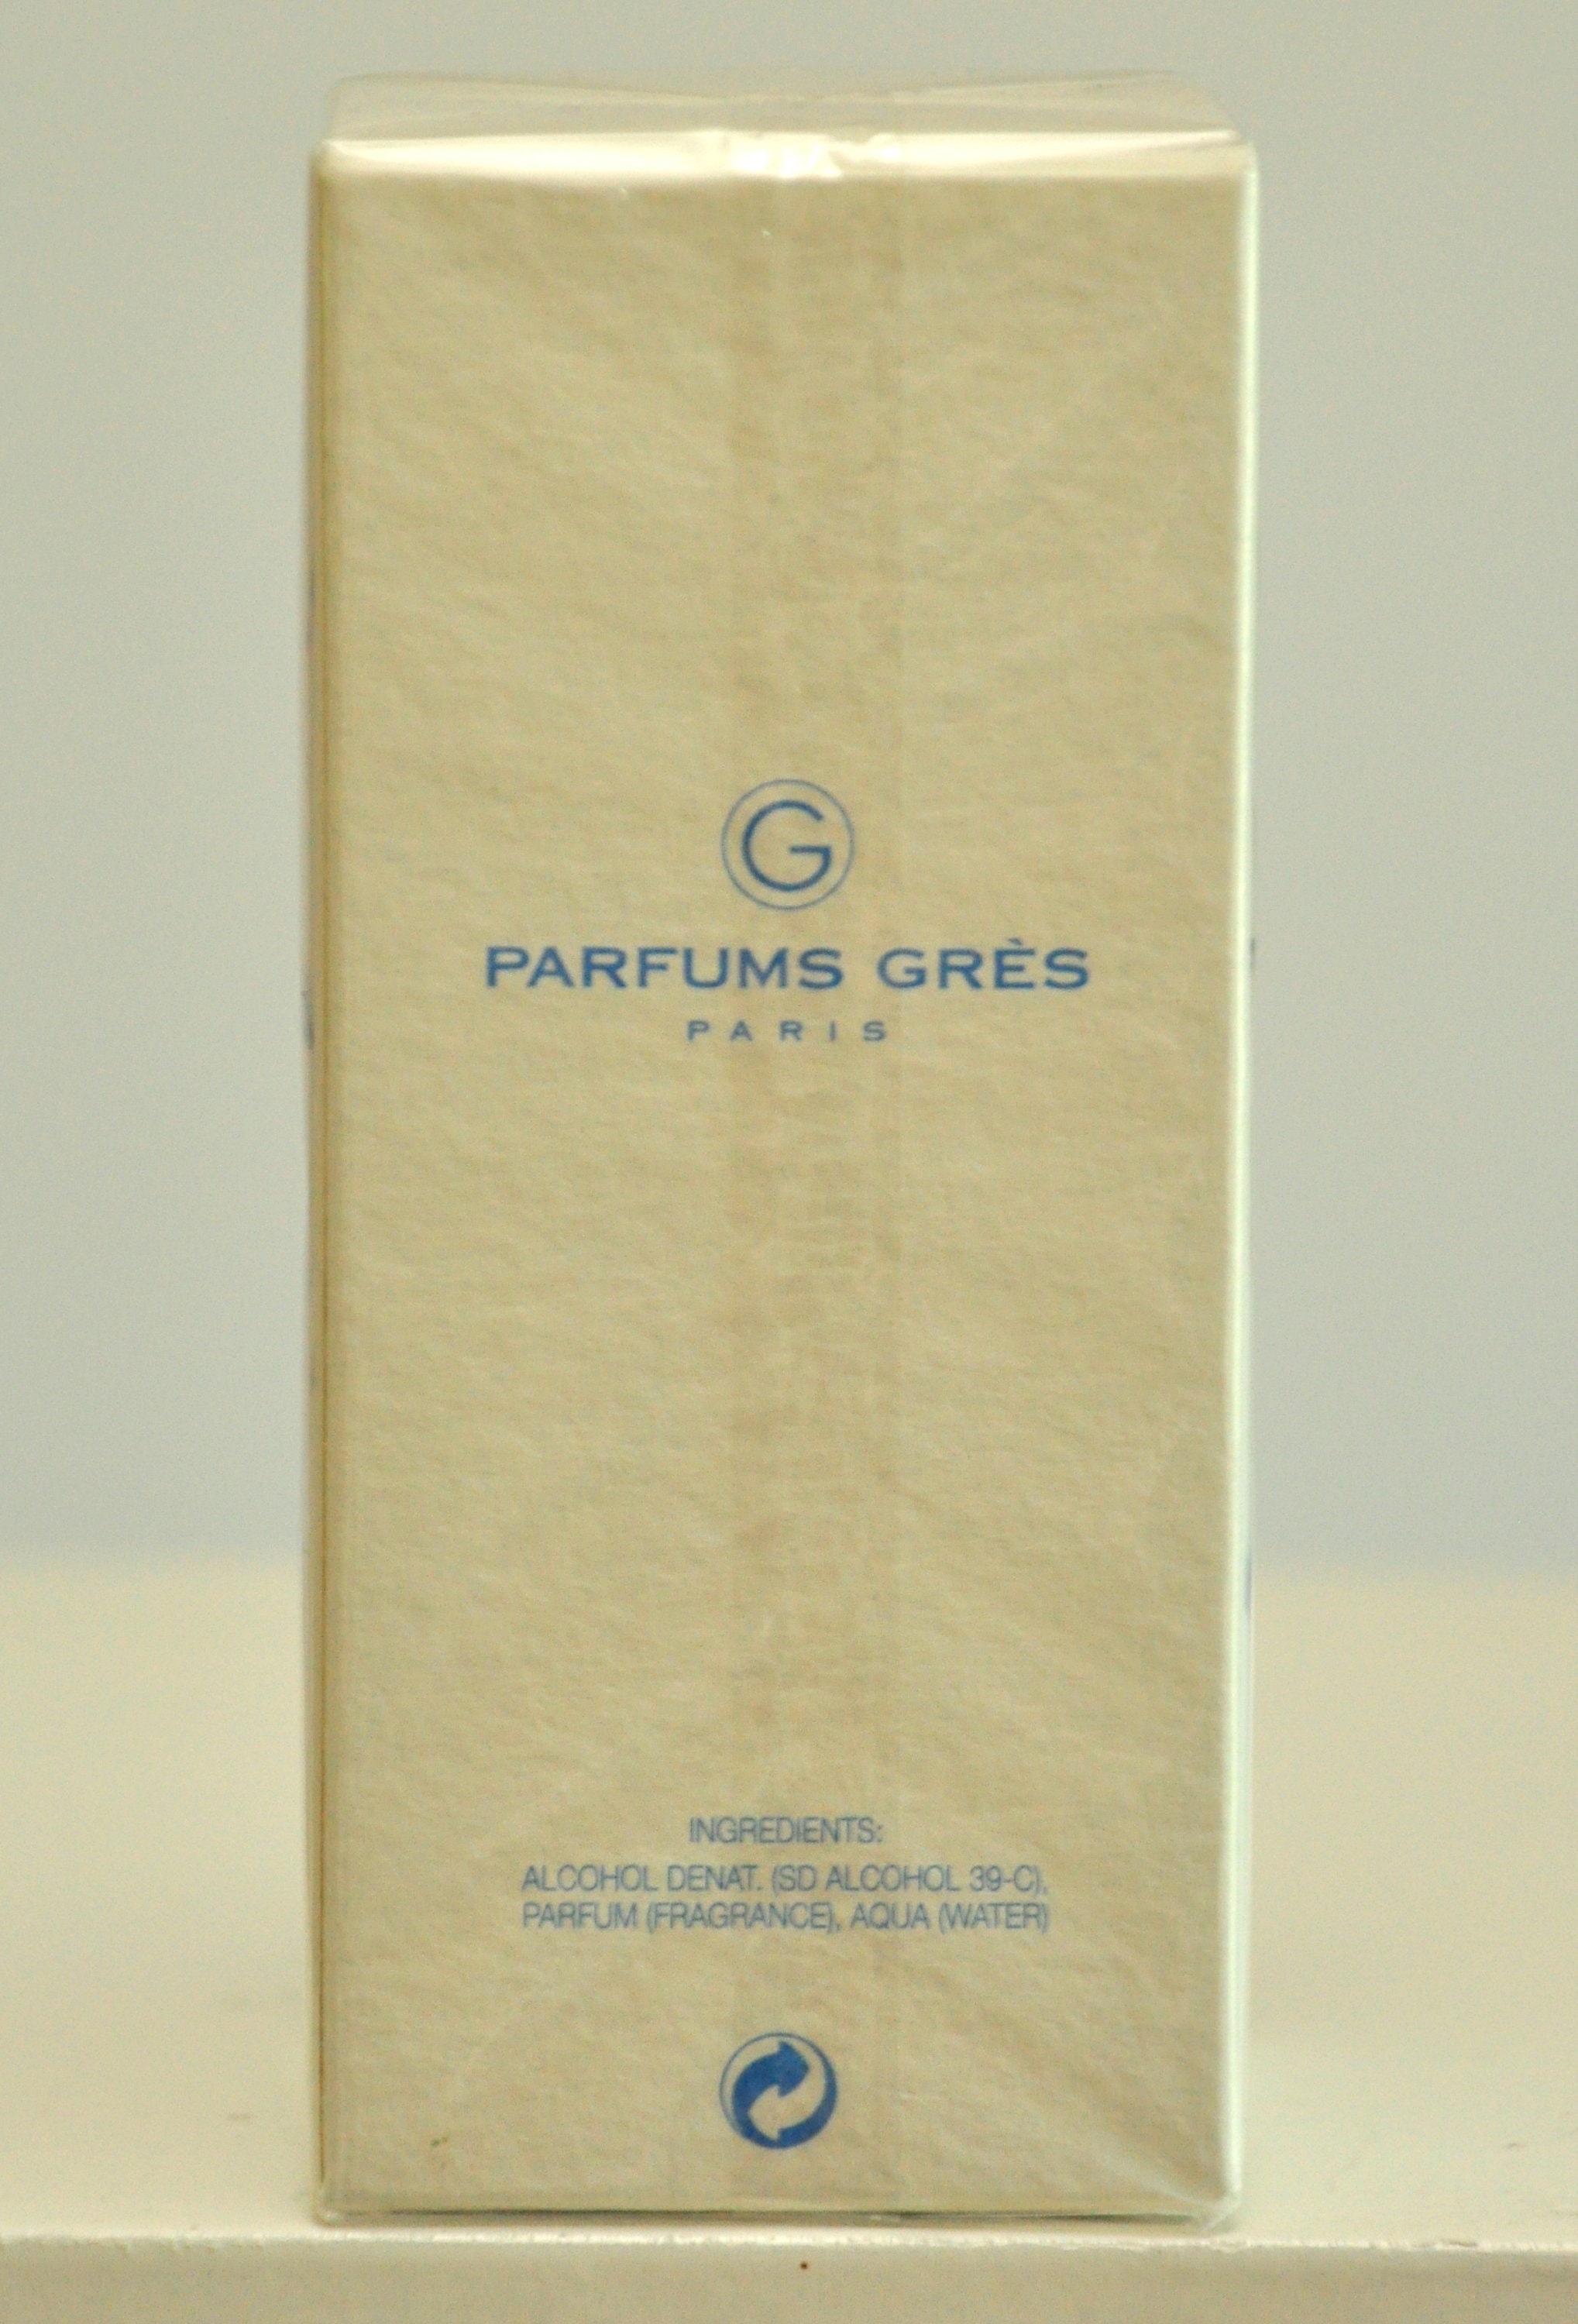 G
PARFUMS GRÈS
PARIS
INGREDIENTS:
ALCOHOL DENAT. (SD ALCOHOL 39-C),
PARFUM (FRAGRANCE), AQUA (WATER)